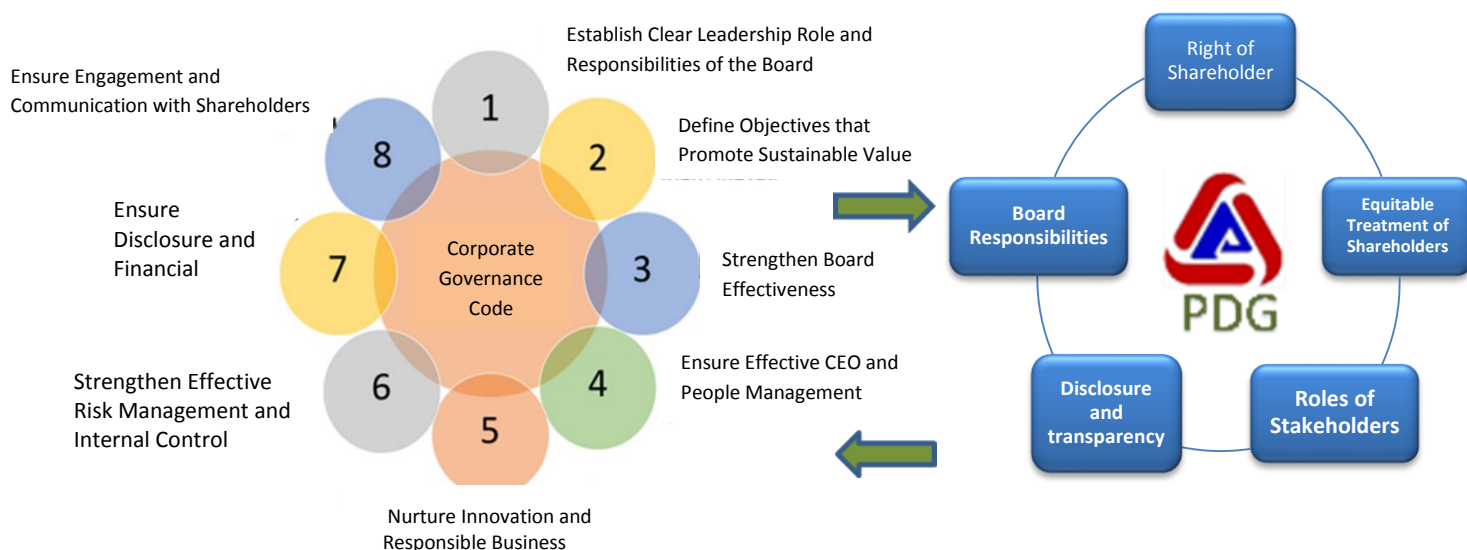 1
Establish Clear Leadership Role and
Responsibilities of the Board
2
Define Objectives that
Promote Sustainable Value
3
Strengthen Board
Effectiveness
4
Ensure Effective CEO and
People Management
5
Nurture Innovation and
Responsible Business
6
Strengthen Effective
Risk Management and
Internal Control
7
Ensure
Disclosure and
Financial
8
Ensure Engagement and
Communication with Shareholders
Corporate
Governance
Code
Right of
Shareholder
Equitable
Treatment of
Shareholders
Roles of
Stakeholders
Disclosure
and
transparency
Board
Responsibilities
PDG